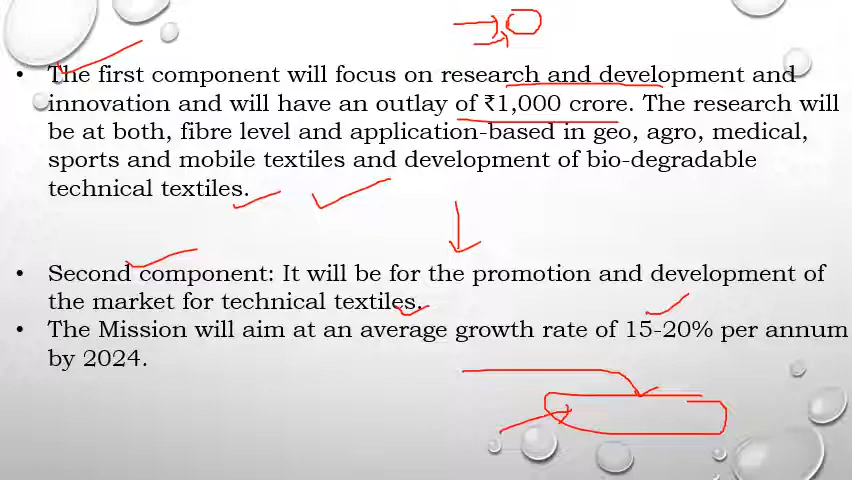 • The first component will focus on research and development and
innovation and will have an outlay of ₹1,000 crore. The research will
be at both, fibre level and application-based in geo, agro, medical,
sports and mobile textiles and development of bio-degradable
technical textiles.
• Second component: It will be for the promotion and development of
the market for technical textiles.
• The Mission will aim at an average growth rate of 15-20% per annum
by 2024.